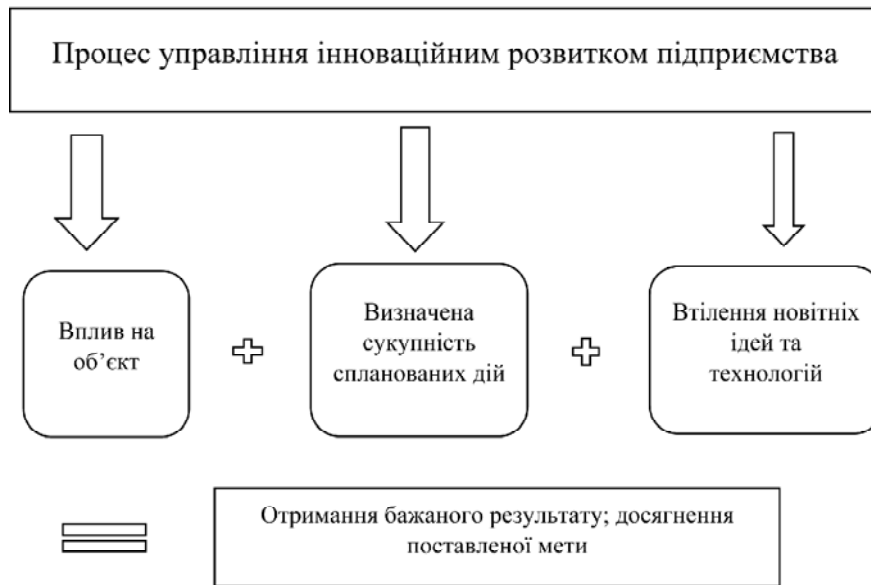 Процес управління інноваційним розвитком підприємства
Вплив на
об’єкт
Визначена
сукупність
спланованих дій
Втілення новітніх
ідей та
технологій
Отримання бажаного результату; досягнення
поставленої мети